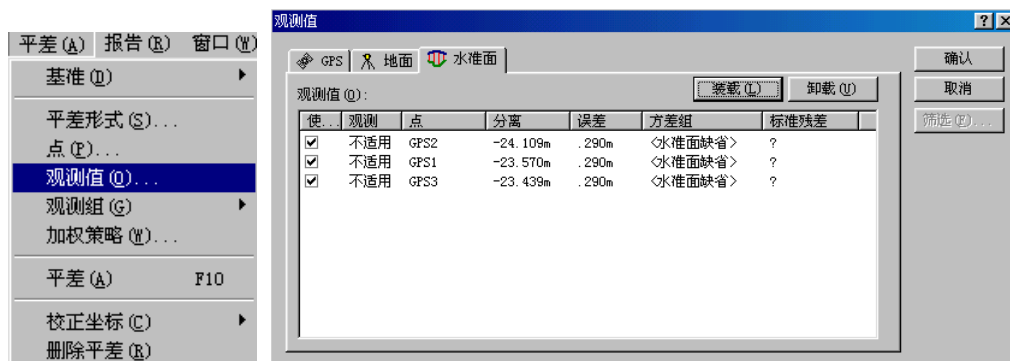 平差(A) 报告(R) 窗口(W)
基准(D)
平差形式(S)...
点(P)...
观测值(O)...
观测组(G)
加权策略(W)...
平差(A) F10
校正坐标(C)
删除平差(R)
观测值
GPS 地面 水准面
观测值(O): 装载(L) 卸载(U)
使... 观测 点 分离 误差 方差组 标准残差
不适用 GPS2 -24.109m .290m <水准面缺省> ?
不适用 GPS1 -23.570m .290m <水准面缺省> ?
不适用 GPS3 -23.439m .290m <水准面缺省> ?
确认
取消
筛选(F)...